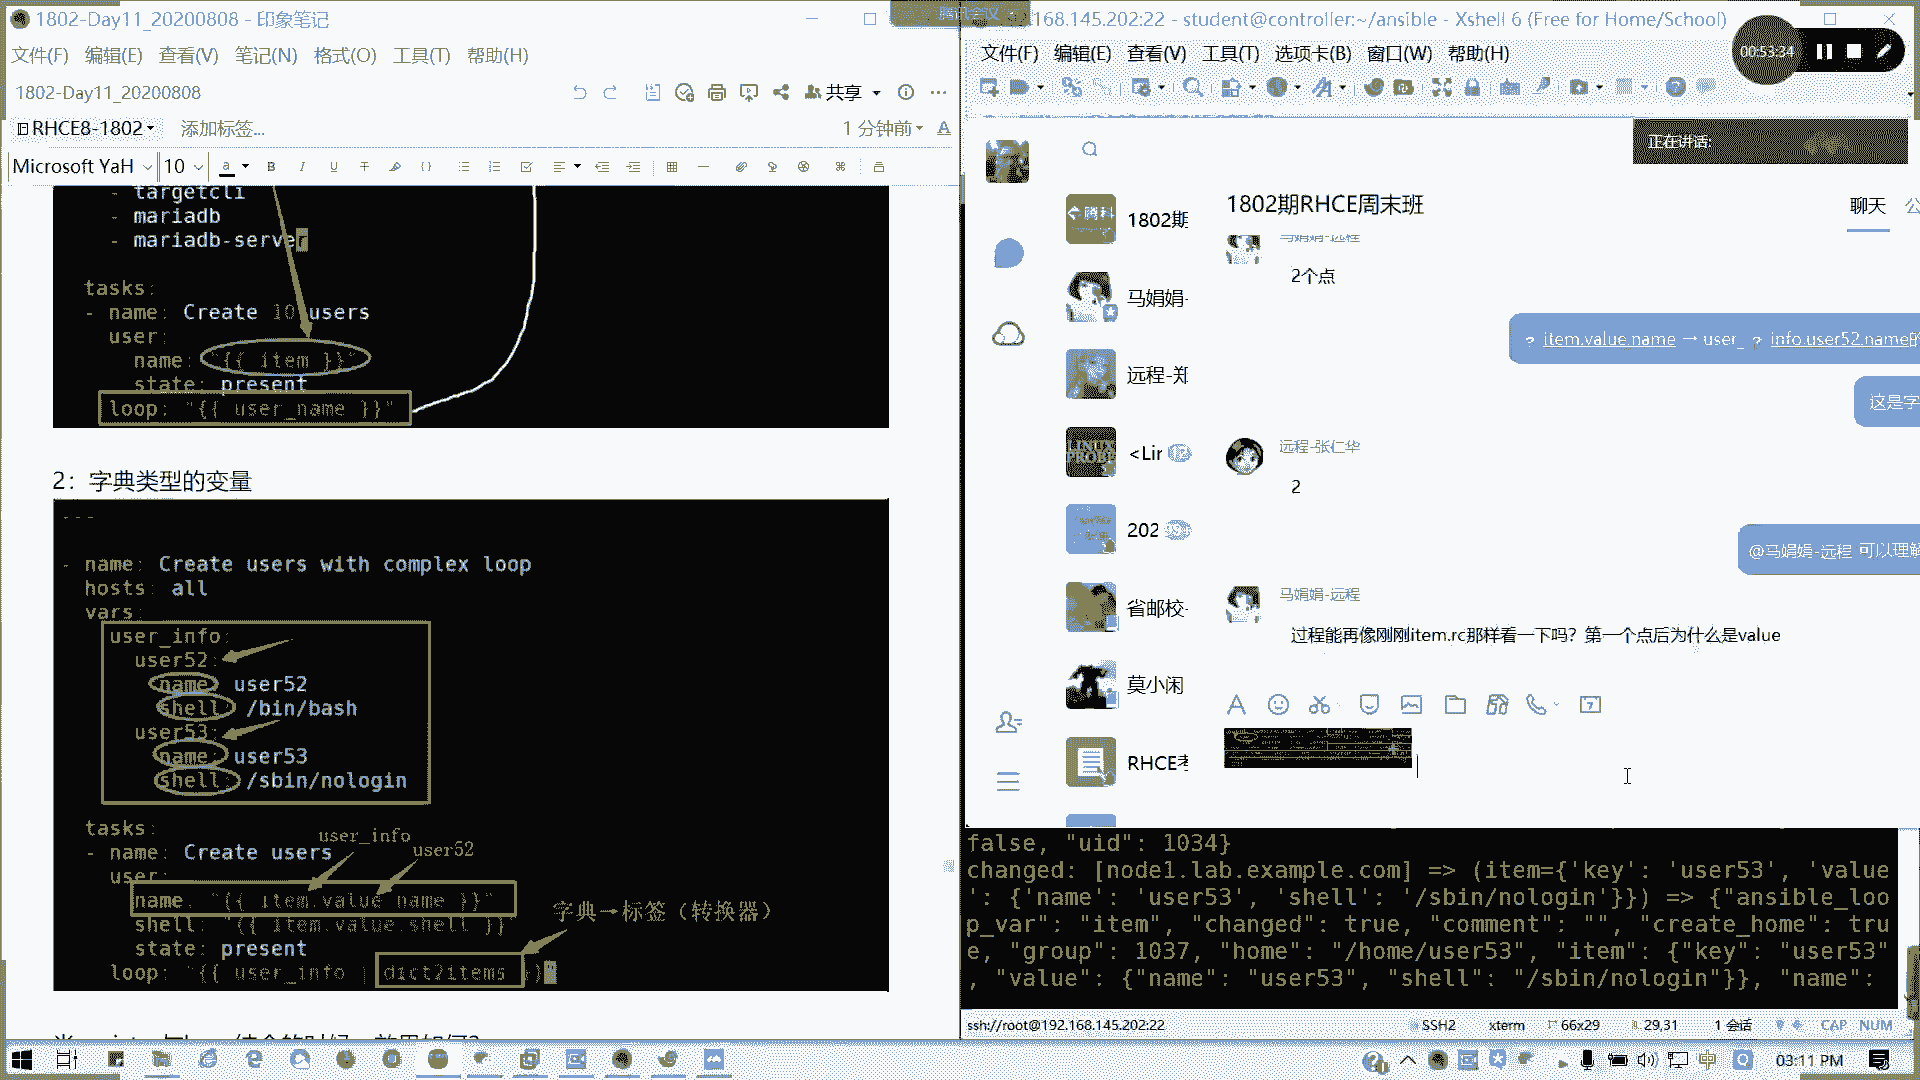 1802-Day11_20200808 - 印象笔记
文件(F) 编辑(E) 查看(V) 笔记(N) 格式(O) 工具(T) 帮助(H)
1802-Day11_20200808
共享
RHCE8-1802
添加标签...
1 分钟前
Microsoft YaH 10
- targetcli
- mariadb
- mariadb-server
tasks:
- name: Create 10 users
user:
name: "{{ item }}"
state: present
loop: "{{ user_name }}"
2：字典类型的变量
---
- name: Create users with complex loop
hosts: all
vars:
user_info:
user52:
name: user52
shell: /bin/bash
user53:
name: user53
shell: /sbin/nologin
tasks:
user_info
- name: Create users
user52
user:
name: "{{ item.value.name }}"
字典→标签（转换器）
shell: "{{ item.value.shell }}"
state: present
loop: "{{ user_info | dict2items }}"
腾讯会议
168.145.202:22 - student@controller:~/ansible - Xshell 6 (Free for Home/School)
文件(F) 编辑(E) 查看(V) 工具(T) 选项卡(B) 窗口(W) 帮助(H)
00:53:34
正在讲话:
1802期RHCE周末班
聊天
1802期
马娟娟-
远程-郑
<Lir
202
省邮校-
莫小闲
RHCE考
马娟娟-远程
2个点
? item.value.name → user_ ? info.user52.name的
这是字
远程-张仁华
2
@马娟娟-远程 可以理解
马娟娟-远程
过程能再像刚刚item.rc那样看一下吗？第一个点后为什么是value
false, "uid": 1034}
changed: [node1.lab.example.com] => (item={'key': 'user53', 'value
': {'name': 'user53', 'shell': '/sbin/nologin'}}) => {"ansible_loo
p_var": "item", "changed": true, "comment": "", "create_home": tru
e, "group": 1037, "home": "/home/user53", "item": {"key": "user53"
, "value": {"name": "user53", "shell": "/sbin/nologin"}}, "name":
ssh://root@192.168.145.202:22
SSH2 xterm 66x29 29,31 1 会话 CAP NUM
03:11 PM